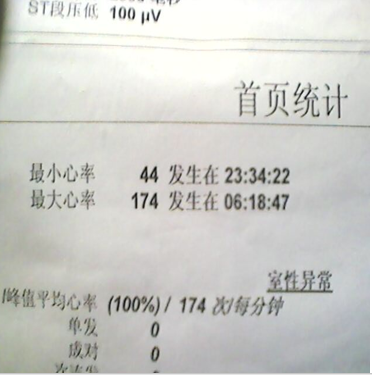 ST段压低 100 µV
首页统计
最小心率 44 发生在 23:34:22
最大心率 174 发生在 06:18:47
室性异常
/峰值平均心率 (100%) / 174 次/每分钟
单发 0
成对 0